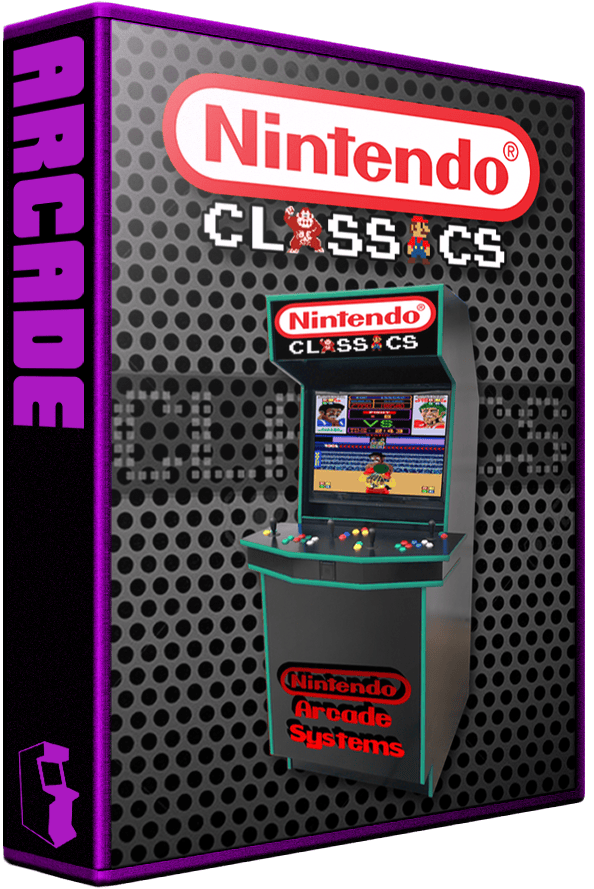 ARCADE
Nintendo®
CLASSICS
Nintendo®
CLASSICS
VS
Nintendo
Arcade
Systems